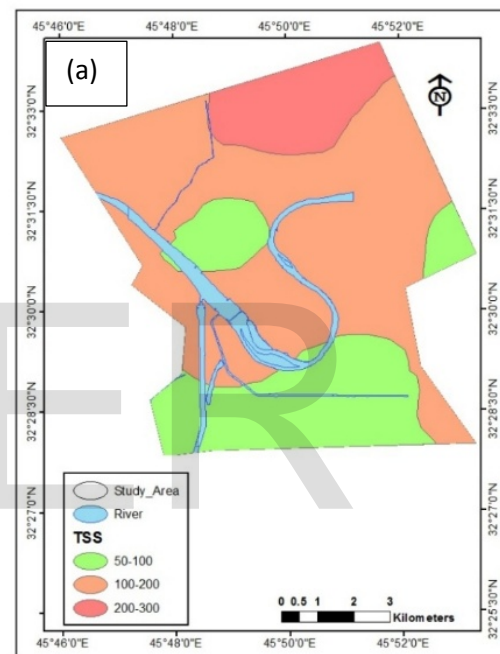 45°46'0"E 45°48'0"E 45°50'0"E 45°52'0"E
(a)
N
32°33'0"N 32°33'0"N
32°31'30"N 32°31'30"N
32°30'0"N 32°30'0"N
32°28'30"N 32°28'30"N
32°27'0"N 32°27'0"N
32°25'30"N
ER
Study_Area
River
TSS
50-100
100-200
200-300
0 0.5 1 2 3
Kilometers
45°46'0"E 45°48'0"E 45°50'0"E 45°52'0"E